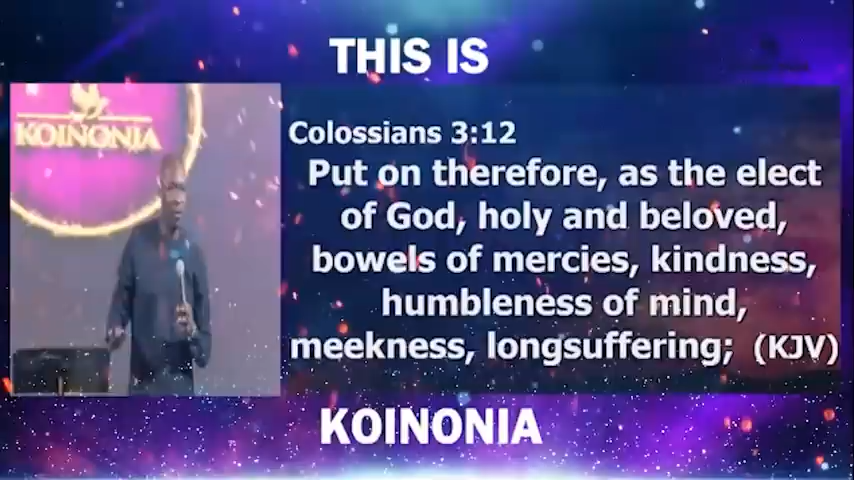 THIS IS
KOINONIA
Colossians 3:12
Put on therefore, as the elect
of God, holy and beloved,
bowels of mercies, kindness,
humbleness of mind,
meekness, longsuffering; (KJV)
KOINONIA